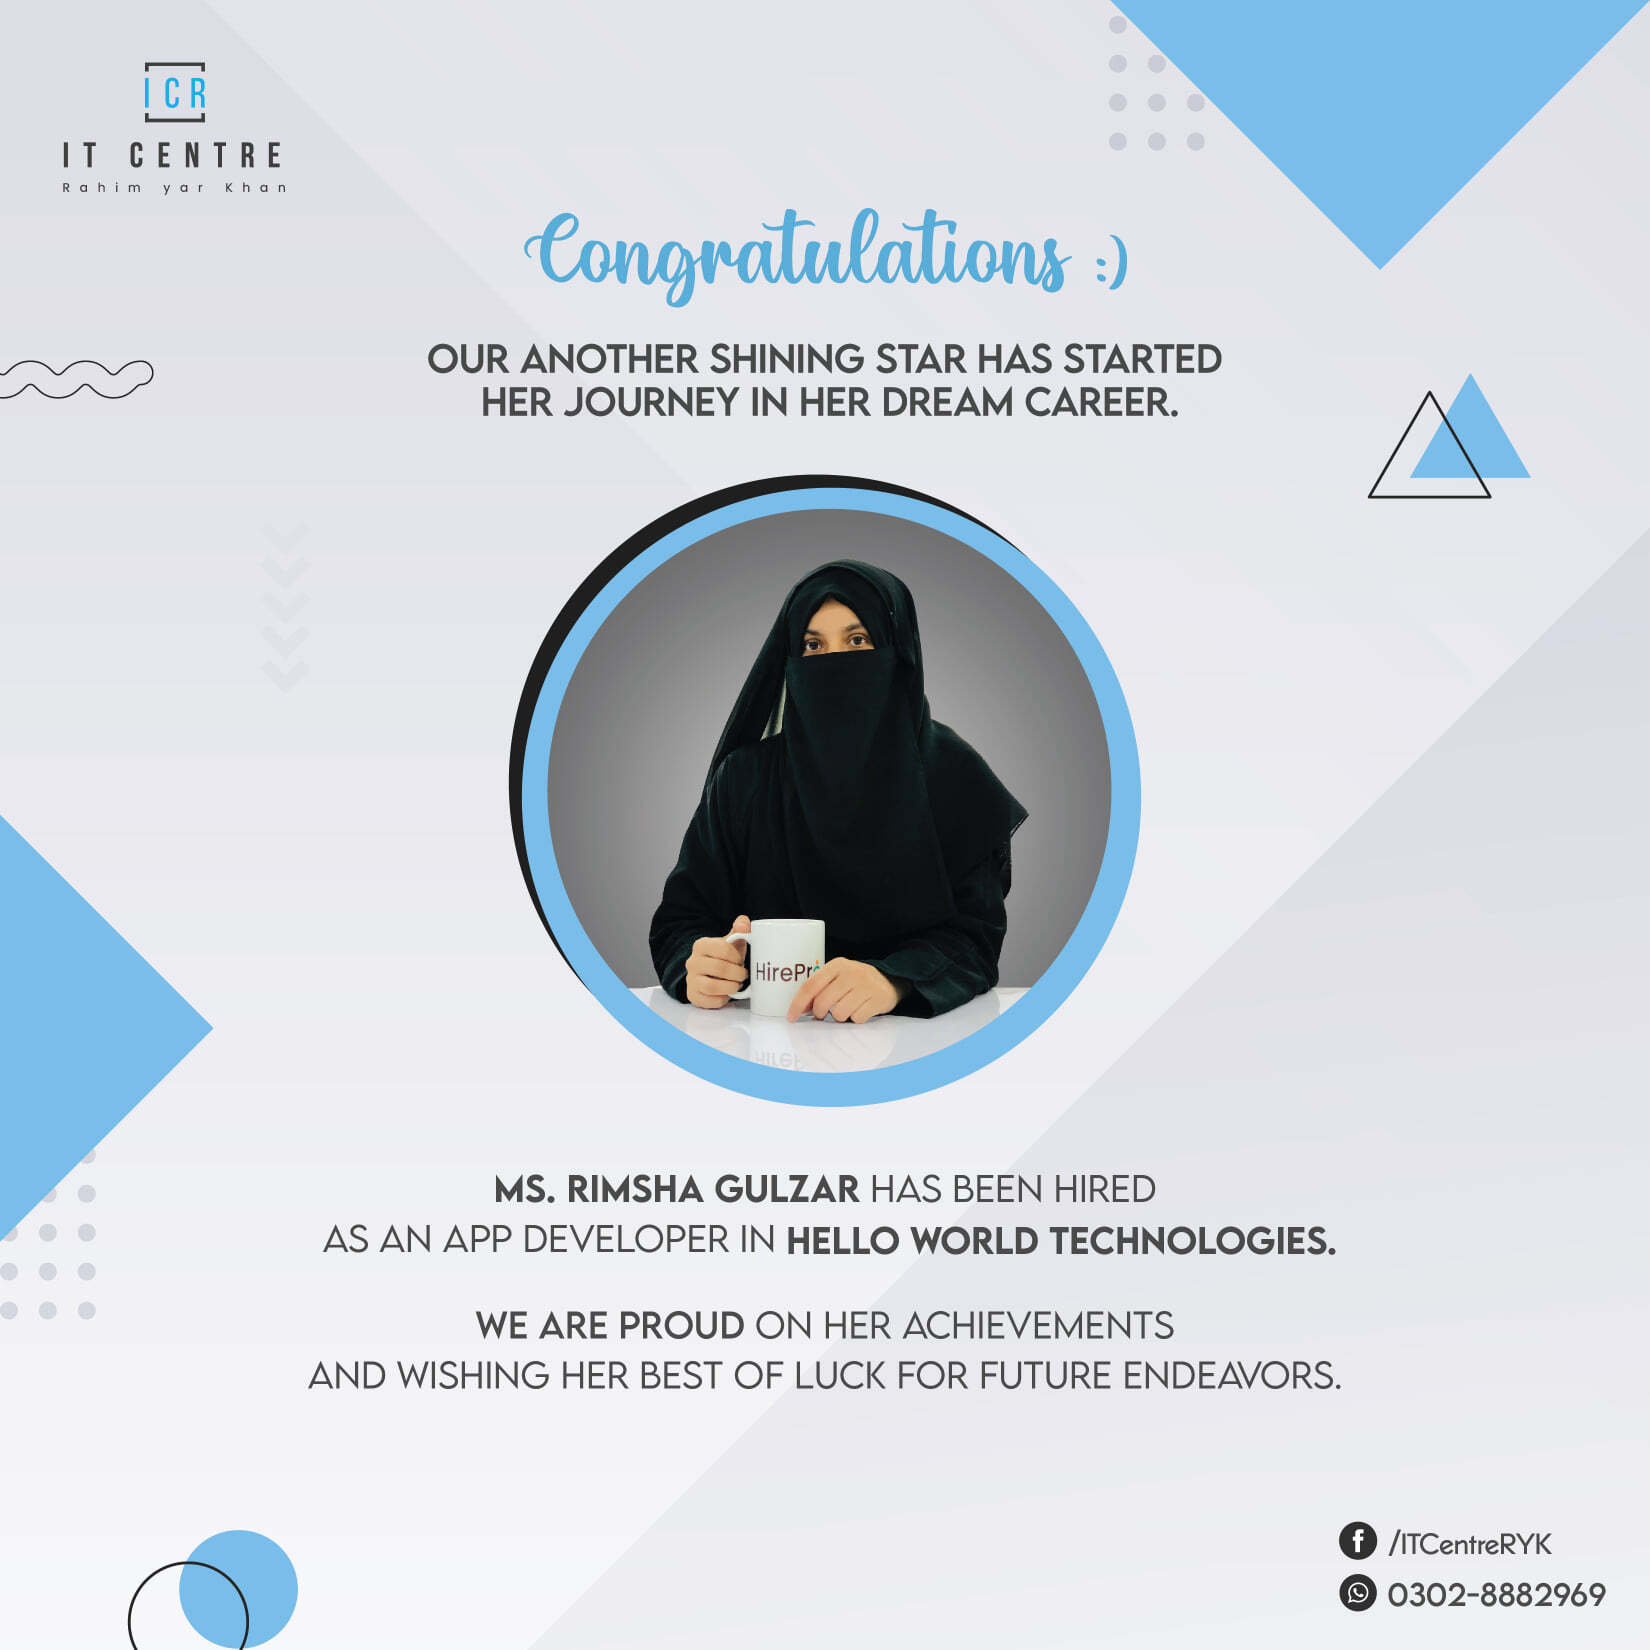 ICR
IT CENTRE
Rahim yar Khan
Congratulations :)
OUR ANOTHER SHINING STAR HAS STARTED
HER JOURNEY IN HER DREAM CAREER.
HirePr
MS. RIMSHA GULZAR HAS BEEN HIRED
AS AN APP DEVELOPER IN HELLO WORLD TECHNOLOGIES.
WE ARE PROUD ON HER ACHIEVEMENTS
AND WISHING HER BEST OF LUCK FOR FUTURE ENDEAVORS.
/ITCentreRYK
0302-8882969